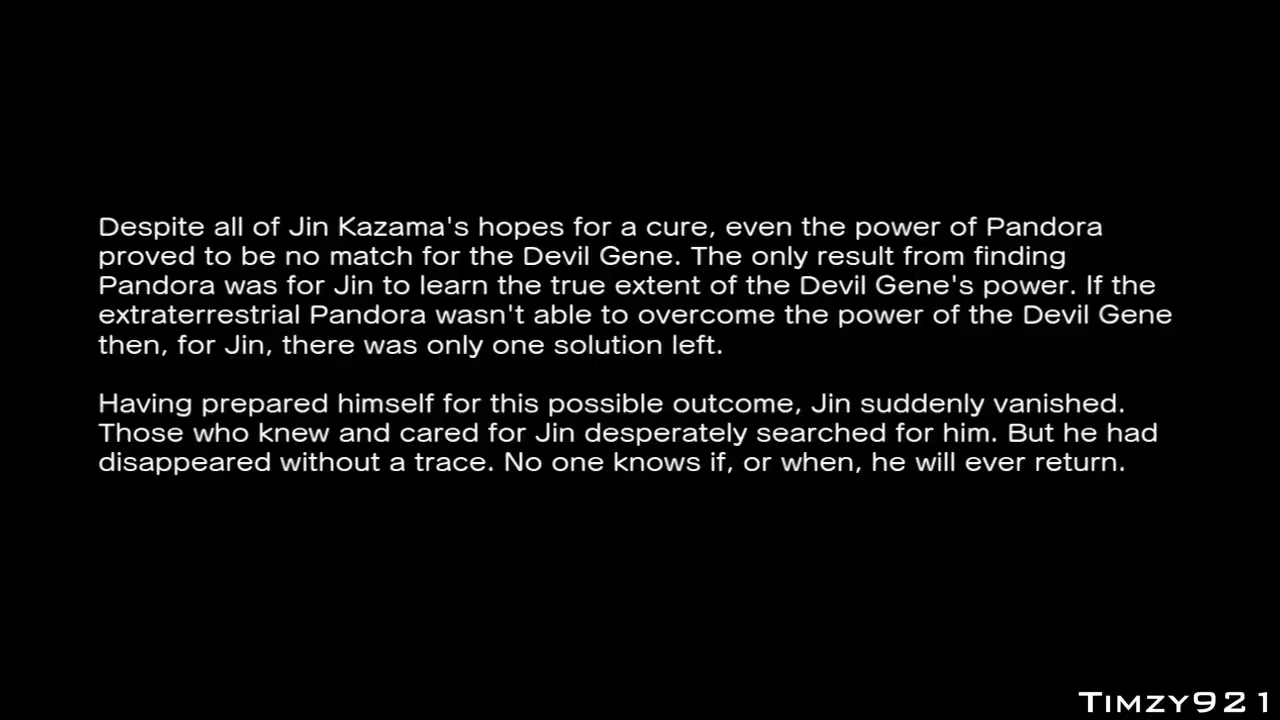 Despite all of Jin Kazama's hopes for a cure, even the power of Pandora
proved to be no match for the Devil Gene. The only result from finding
Pandora was for Jin to learn the true extent of the Devil Gene's power. If the
extraterrestrial Pandora wasn't able to overcome the power of the Devil Gene
then, for Jin, there was only one solution left.
Having prepared himself for this possible outcome, Jin suddenly vanished.
Those who knew and cared for Jin desperately searched for him. But he had
disappeared without a trace. No one knows if, or when, he will ever return.
Timzy921